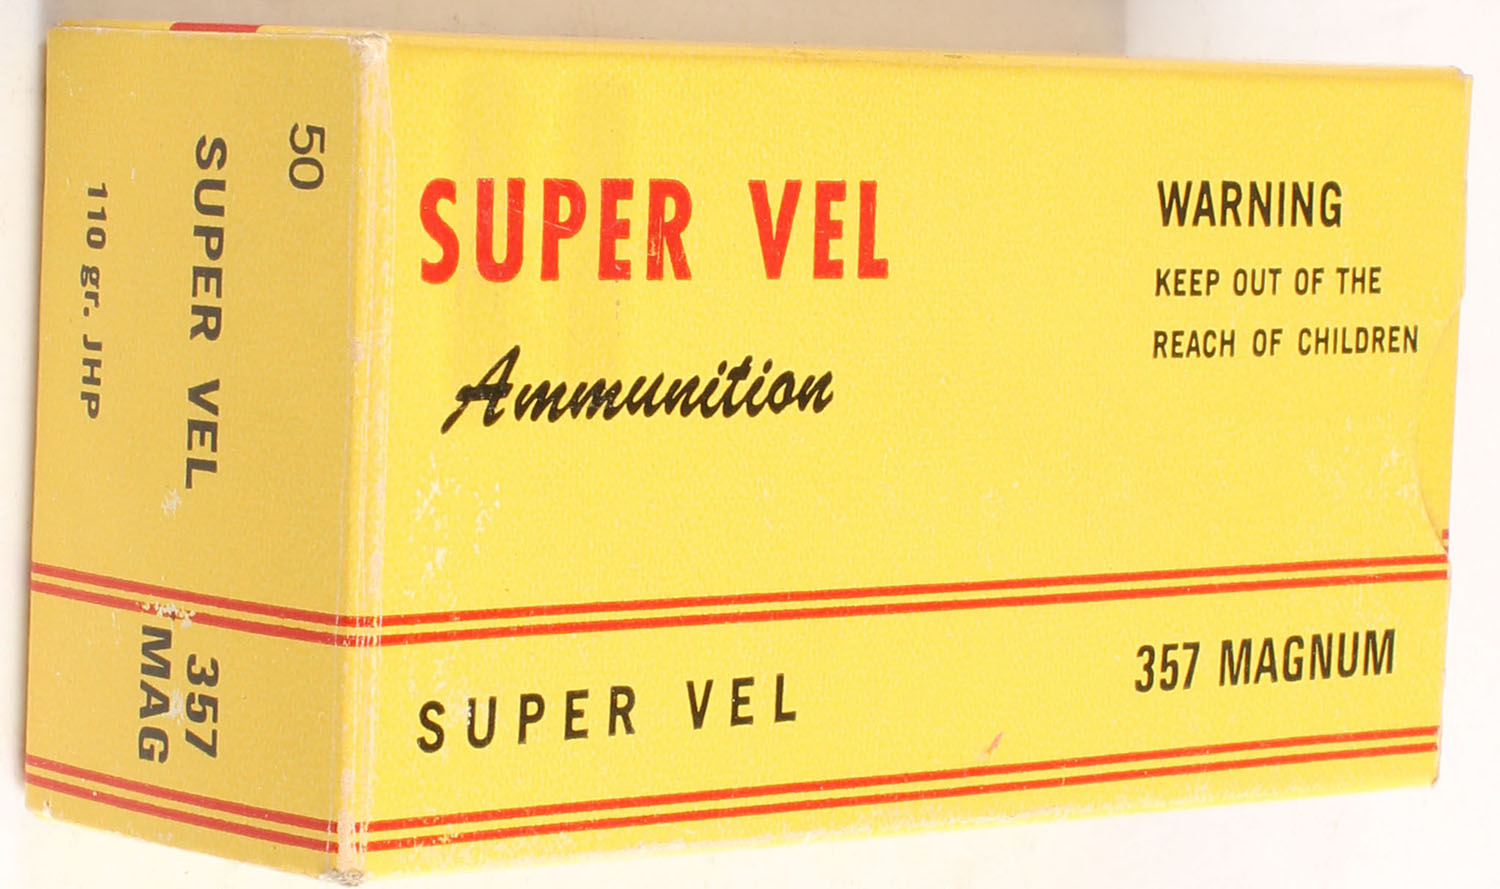 50
SUPER VEL
110 gr. JHP
357
MAG
SUPER VEL
Ammunition
WARNING
KEEP OUT OF THE
REACH OF CHILDREN
SUPER VEL
357 MAGNUM